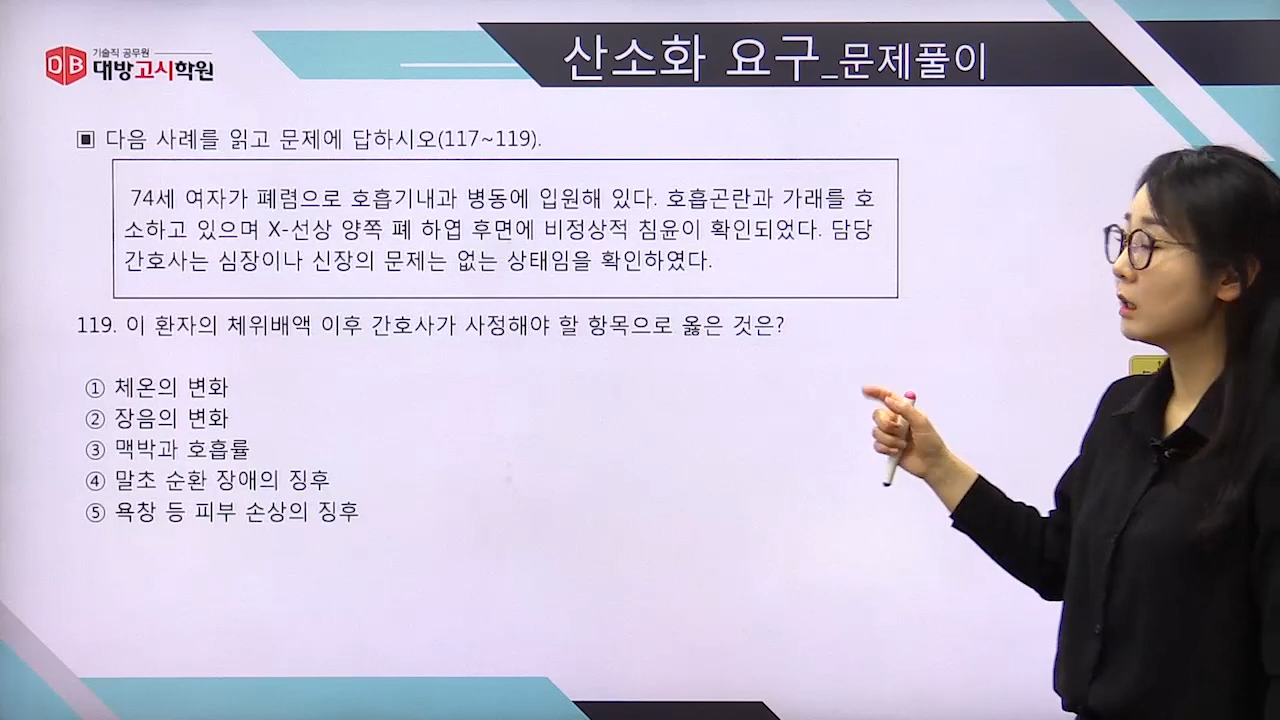 기술직 공무원
DB 대방고시학원
산소화 요구_문제풀이
▣ 다음 사례를 읽고 문제에 답하시오(117~119).
74세 여자가 폐렴으로 호흡기내과 병동에 입원해 있다. 호흡곤란과 가래를 호
소하고 있으며 X-선상 양쪽 폐 하엽 후면에 비정상적 침윤이 확인되었다. 담당
간호사는 심장이나 신장의 문제는 없는 상태임을 확인하였다.
119. 이 환자의 체위배액 이후 간호사가 사정해야 할 항목으로 옳은 것은?
① 체온의 변화
② 장음의 변화
③ 맥박과 호흡률
④ 말초 순환 장애의 징후
⑤ 욕창 등 피부 손상의 징후